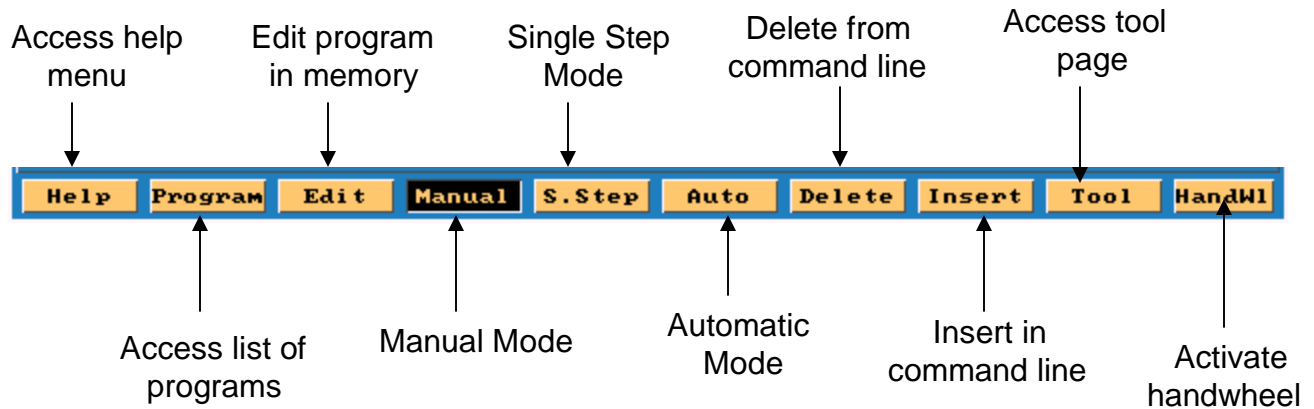 Access help
menu
Edit program
in memory
Single Step
Mode
Delete from
command line
Access tool
page
Help Program Edit Manual S.Step Auto Delete Insert Tool HandWl
Access list of
programs
Manual Mode
Automatic
Mode
Insert in
command line
Activate
handwheel